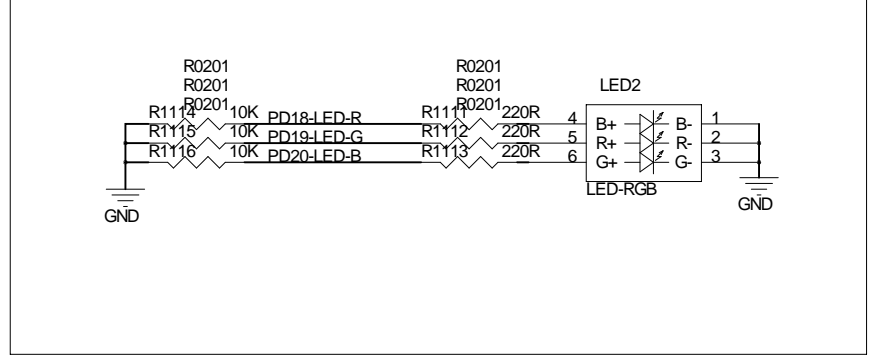 R0201
R0201
R0201
R0201
R0201
R0201
LED2
R1114 10K PD18-LED-R R1111 220R 4 B+ B- 1
R1115 10K PD19-LED-G R1112 220R 5 R+ R- 2
R1116 10K PD20-LED-B R1113 220R 6 G+ G- 3
LED-RGB
GND
GND